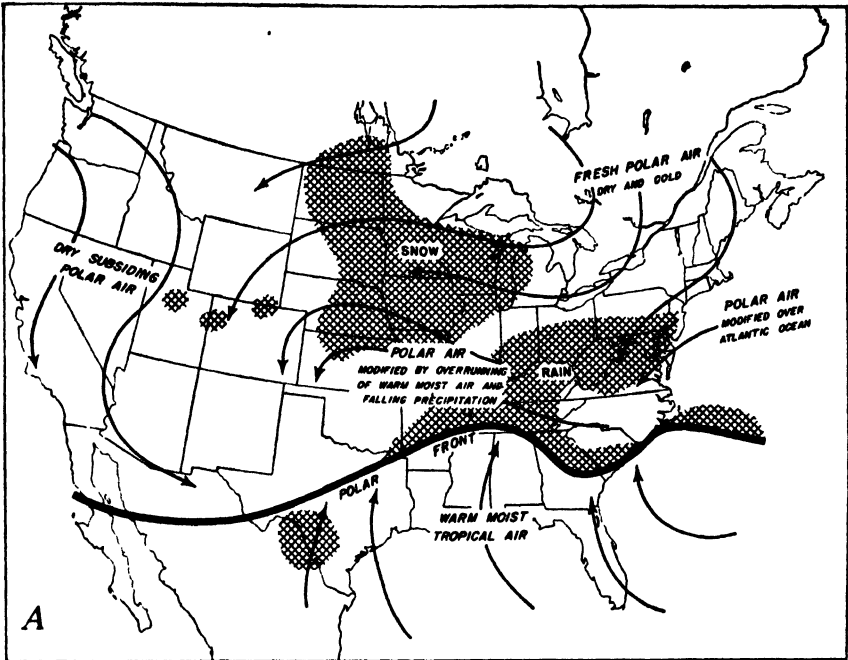 FRESH POLAR AIR
DRY AND COLD
SNOW
DRY SUBSIDING
POLAR AIR
POLAR AIR
MODIFIED OVER
ATLANTIC OCEAN
POLAR AIR
MODIFIED BY OVERRUNNING
OF WARM MOIST AIR AND
FALLING PRECIPITATION
RAIN
POLAR FRONT
WARM MOIST
TROPICAL AIR
A